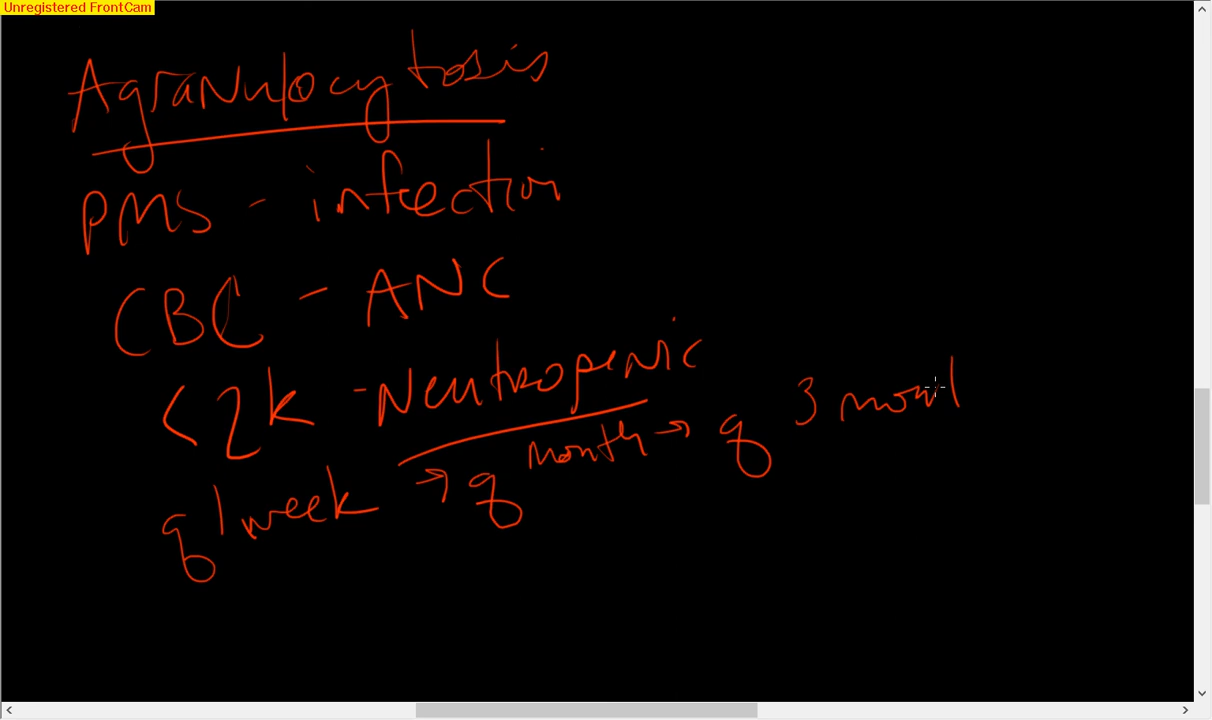 Unregistered FrontCam
Agranulocytosis
PMS - infection
CBC - ANC
<2k - Neutropenic
q 1 week → q month → q 3 mont